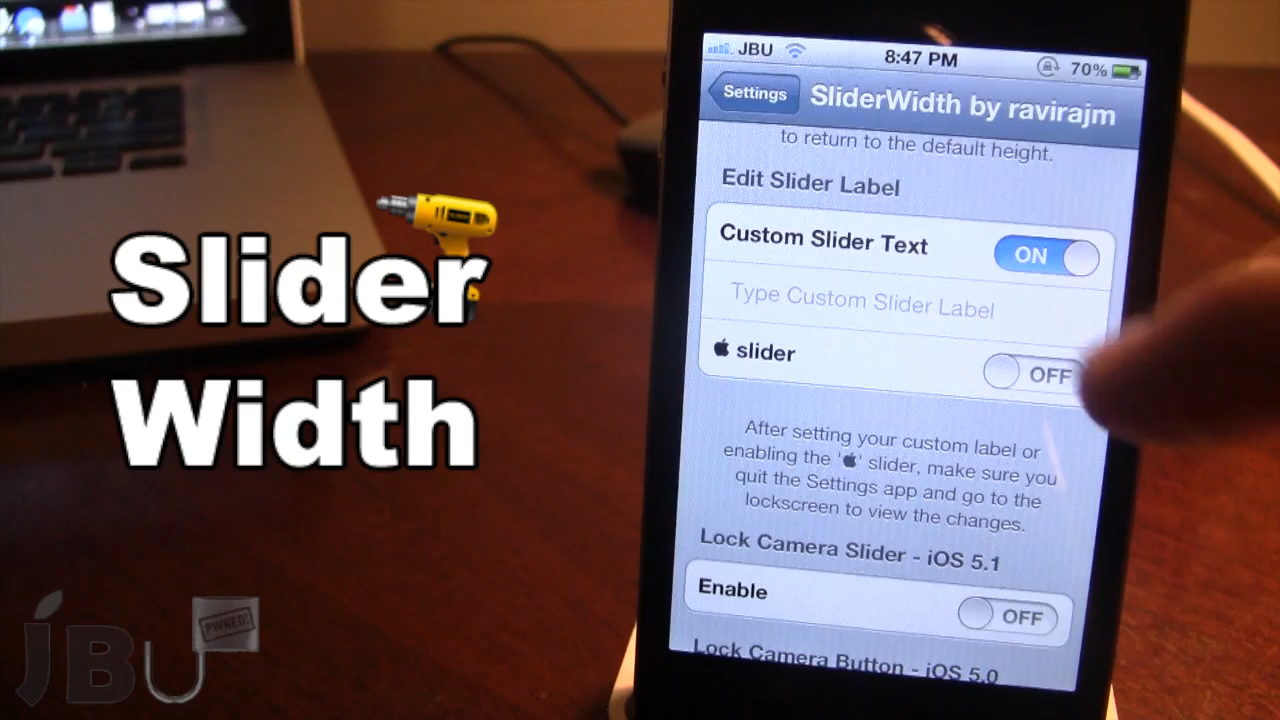 JBU 8:47 PM 70%
Settings SliderWidth by ravirajm
to return to the default height.
Edit Slider Label
Custom Slider Text ON
Type Custom Slider Label
 slider OFF
After setting your custom label or
enabling the '' slider, make sure you
quit the Settings app and go to the
lockscreen to view the changes.
Lock Camera Slider - iOS 5.1
Enable OFF
Lock Camera Button - iOS 5.0
Slider
Width
JBU
PWNED!